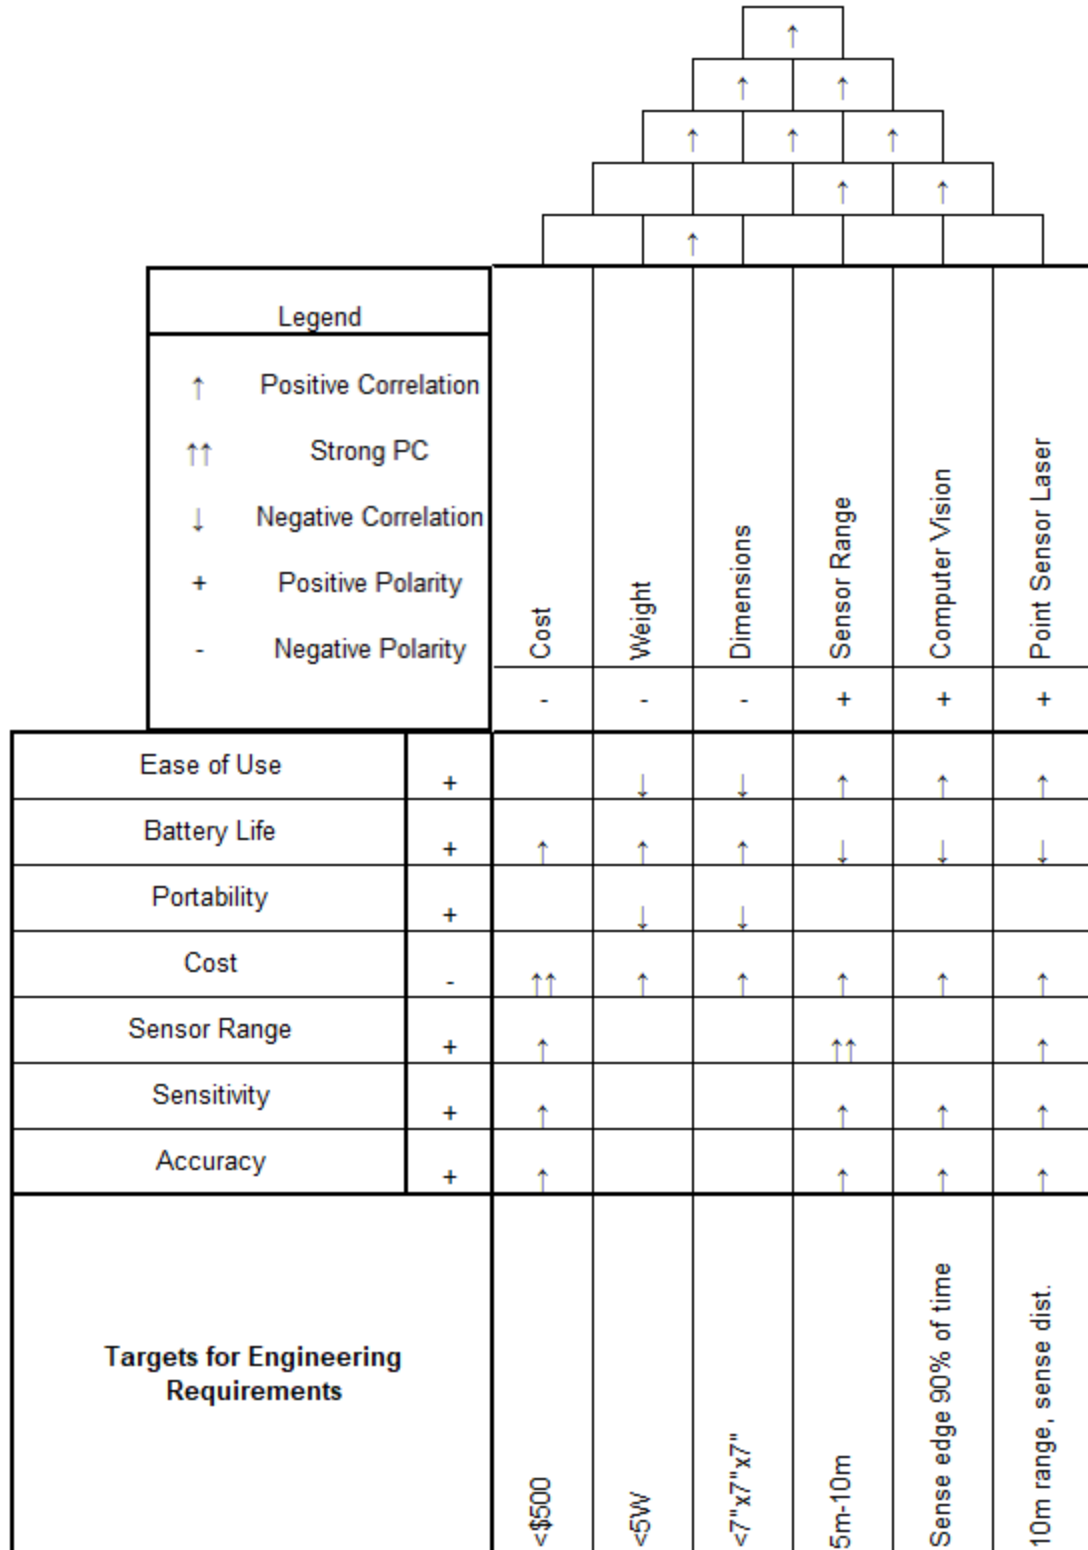 ↑
↑ ↑
↑ ↑ ↑
↑ ↑
↑
Legend
↑ Positive Correlation
↑↑ Strong PC
↓ Negative Correlation
+ Positive Polarity
- Negative Polarity
Cost
Weight
Dimensions
Sensor Range
Computer Vision
Point Sensor Laser
- - - + + +
Ease of Use + ↓ ↓ ↑ ↑ ↑
Battery Life + ↑ ↑ ↑ ↓ ↓ ↓
Portability + ↓ ↓
Cost - ↑↑ ↑ ↑ ↑ ↑ ↑
Sensor Range + ↑ ↑↑ ↑
Sensitivity + ↑ ↑ ↑ ↑
Accuracy + ↑ ↑ ↑ ↑
Targets for Engineering
Requirements
<$500
<5W
<7"x7"x7"
5m-10m
Sense edge 90% of time
10m range, sense dist.